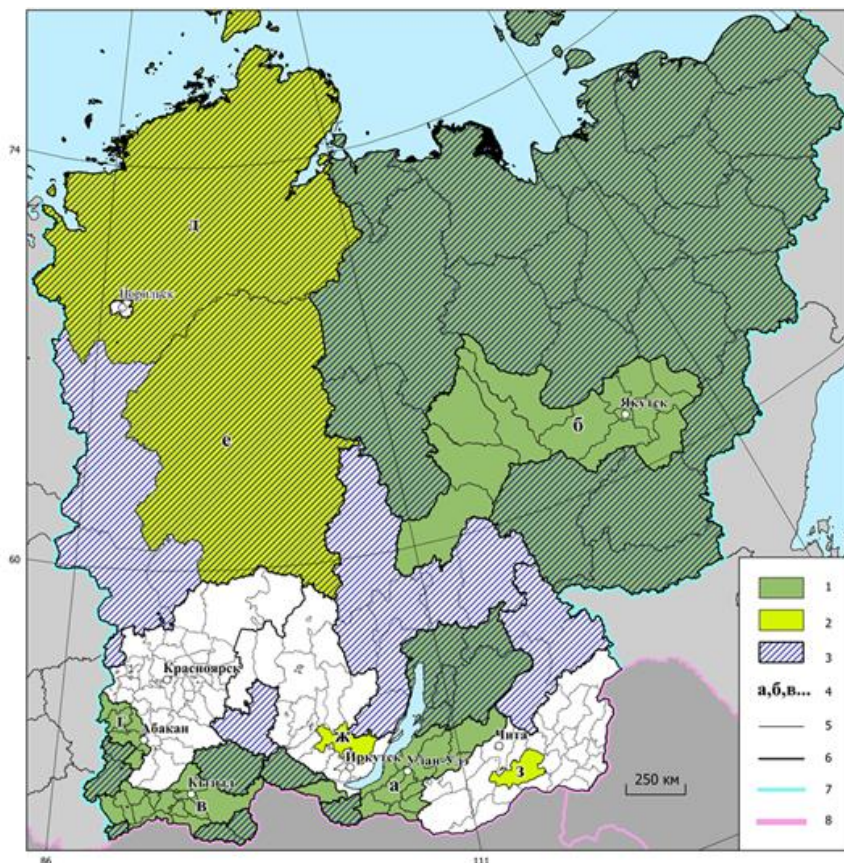 74
д
Норильск
е
б
Якутск
60
1
2
3
а,б,в... 4
5
6
7
8
Красноярск
г
Абакан
ж
Чита
Иркутск
Улан-Удэ
з
а
Кызыл
в
250 км
86
111